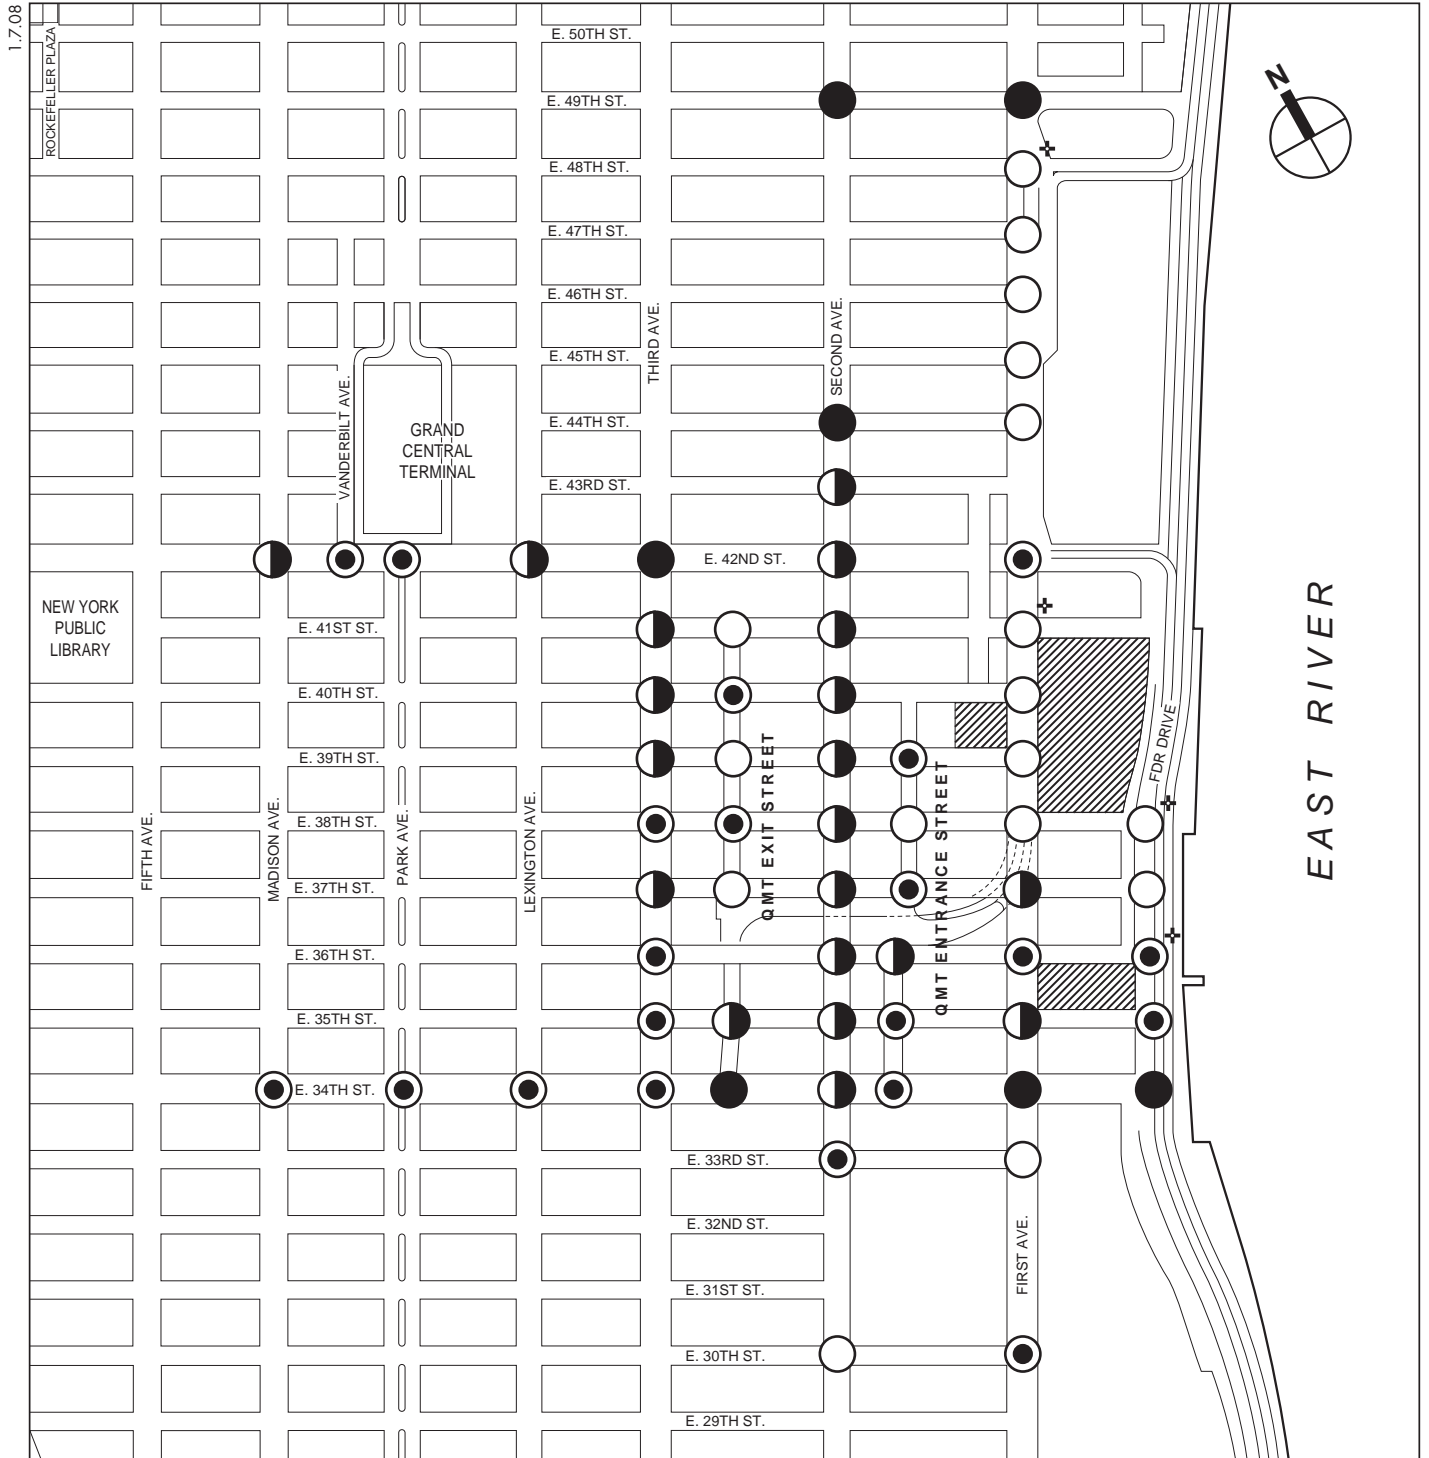 1.7.08
ROCKEFELLER PLAZA
E. 50TH ST.
E. 49TH ST.
N
E. 48TH ST.
E. 47TH ST.
E. 46TH ST.
THIRD AVE.
SECOND AVE.
E. 45TH ST.
VANDERBILT AVE.
GRAND
CENTRAL
TERMINAL
E. 44TH ST.
E. 43RD ST.
E. 42ND ST.
NEW YORK
PUBLIC
LIBRARY
E. 41ST ST.
E. 40TH ST.
E. 39TH ST.
QMT EXIT STREET
QMT ENTRANCE STREET
FDR DRIVE
EAST RIVER
FIFTH AVE.
MADISON AVE.
PARK AVE.
LEXINGTON AVE.
E. 38TH ST.
E. 37TH ST.
E. 36TH ST.
E. 35TH ST.
E. 34TH ST.
E. 33RD ST.
E. 32ND ST.
FIRST AVE.
E. 31ST ST.
E. 30TH ST.
E. 29TH ST.